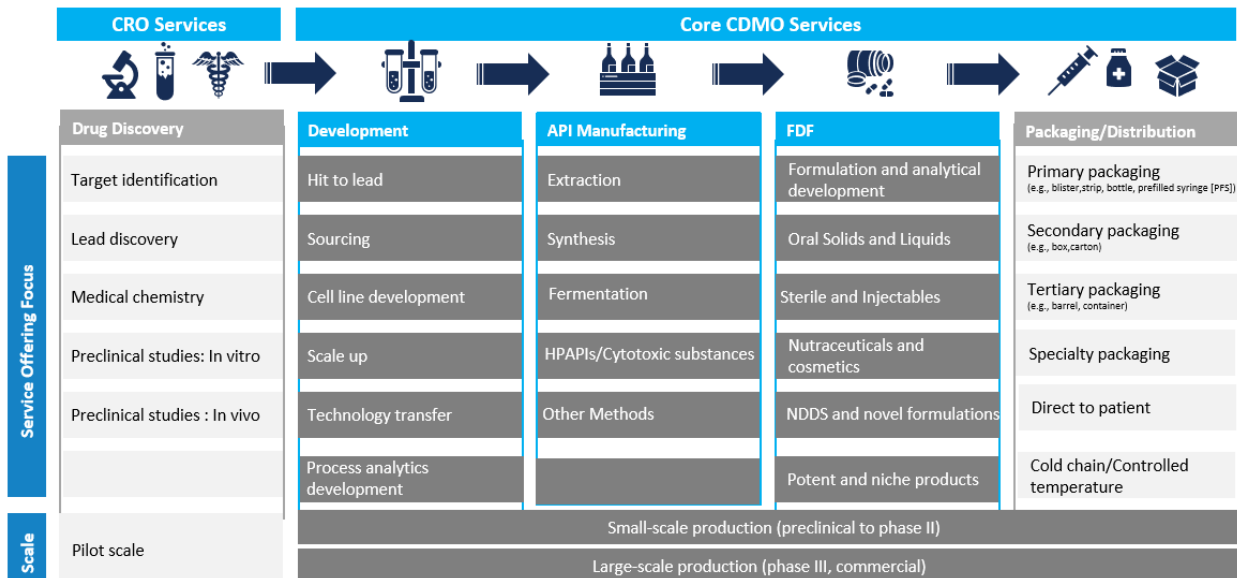 CRO Services
Core CDMO Services
Drug Discovery
Development
API Manufacturing
FDF
Packaging/Distribution
Service Offering Focus
Target identification
Hit to lead
Extraction
Formulation and analytical
development
Primary packaging
(e.g., blister,strip, bottle, prefilled syringe [PFS])
Lead discovery
Sourcing
Synthesis
Oral Solids and Liquids
Secondary packaging
(e.g., box,carton)
Medical chemistry
Cell line development
Fermentation
Sterile and Injectables
Tertiary packaging
(e.g., barrel, container)
Preclinical studies: In vitro
Scale up
HPAPIs/Cytotoxic substances
Nutraceuticals and
cosmetics
Specialty packaging
Preclinical studies : In vivo
Technology transfer
Other Methods
NDDS and novel formulations
Direct to patient
Process analytics
development
Potent and niche products
Cold chain/Controlled
temperature
Scale
Pilot scale
Small-scale production (preclinical to phase II)
Large-scale production (phase III, commercial)